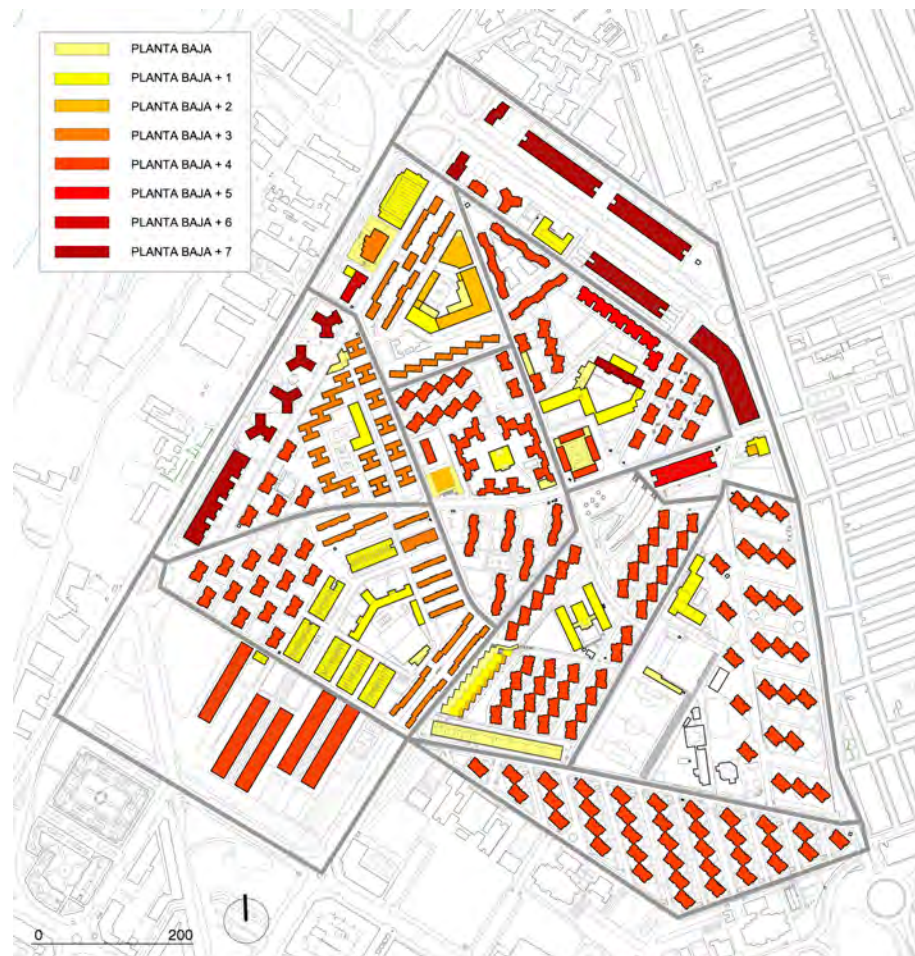 PLANTA BAJA
PLANTA BAJA + 1
PLANTA BAJA + 2
PLANTA BAJA + 3
PLANTA BAJA + 4
PLANTA BAJA + 5
PLANTA BAJA + 6
PLANTA BAJA + 7
0 200